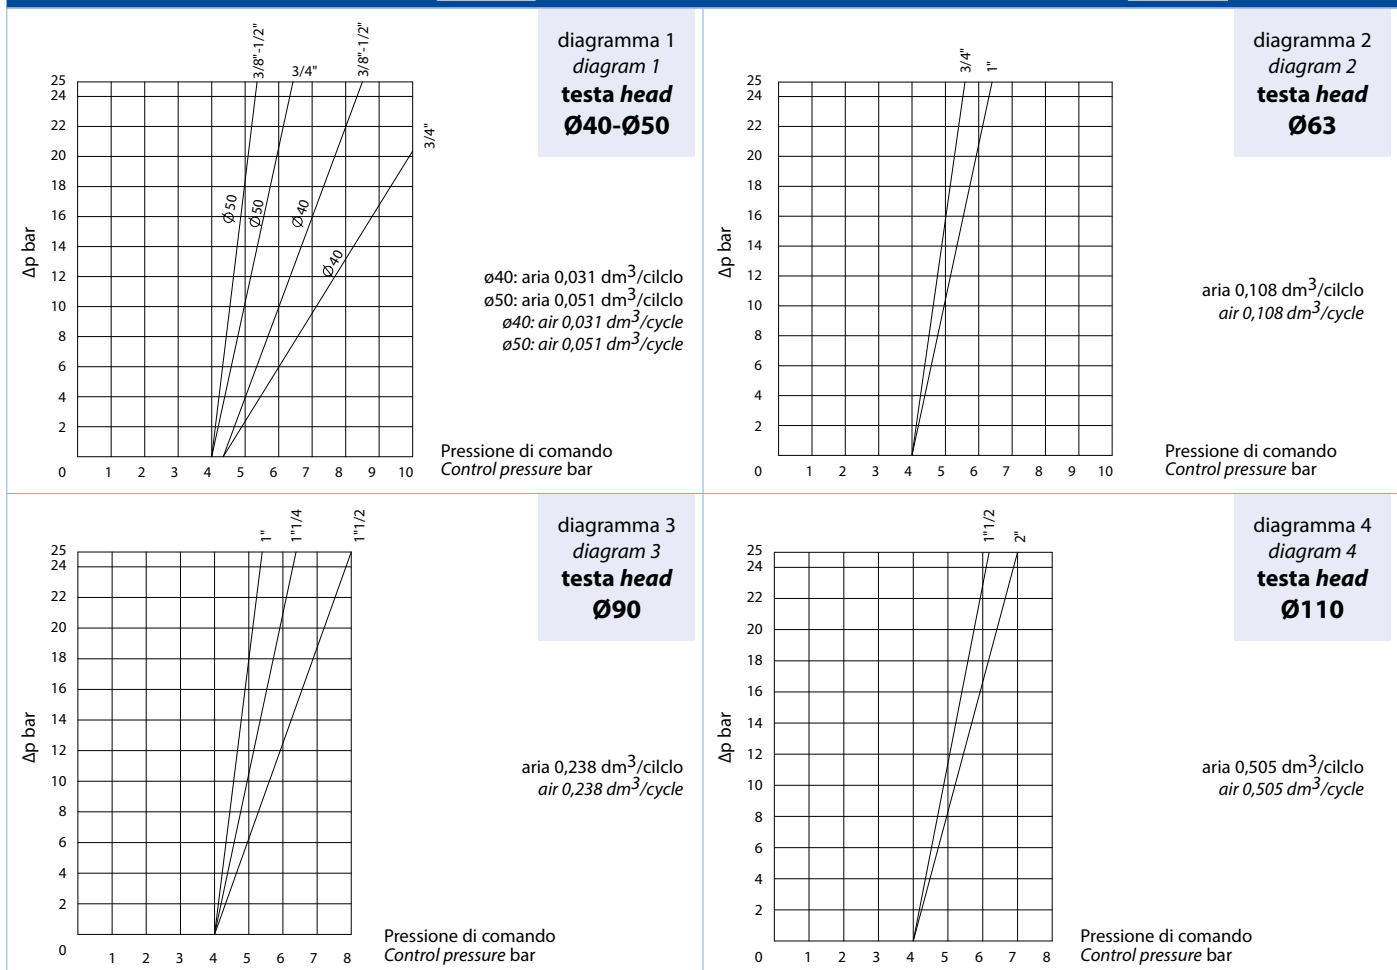 diagramma 1
diagram 1
testa head
Ø40-Ø50
3/8"-1/2"
3/4"
3/8"-1/2"
3/4"
25
24
22
20
18
16
14
12
10
8
6
4
2
0
Δp bar
Ø50
Ø50
Ø40
Ø40
1 2 3 4 5 6 7 8 9 10
ø40: aria 0,031 dm³/cilclo
ø50: aria 0,051 dm³/cilclo
ø40: air 0,031 dm³/cycle
ø50: air 0,051 dm³/cycle
Pressione di comando
Control pressure bar
diagramma 2
diagram 2
testa head
Ø63
3/4"
1"
25
24
22
20
18
16
14
12
10
8
6
4
2
0
Δp bar
1 2 3 4 5 6 7 8 9 10
aria 0,108 dm³/cilclo
air 0,108 dm³/cycle
Pressione di comando
Control pressure bar
diagramma 3
diagram 3
testa head
Ø90
1"
1"1/4
1"1/2
25
24
22
20
18
16
14
12
10
8
6
4
2
0
Δp bar
1 2 3 4 5 6 7 8
aria 0,238 dm³/cilclo
air 0,238 dm³/cycle
Pressione di comando
Control pressure bar
diagramma 4
diagram 4
testa head
Ø110
1"1/2
2"
25
24
22
20
18
16
14
12
10
8
6
4
2
0
Δp bar
1 2 3 4 5 6 7 8
aria 0,505 dm³/cilclo
air 0,505 dm³/cycle
Pressione di comando
Control pressure bar